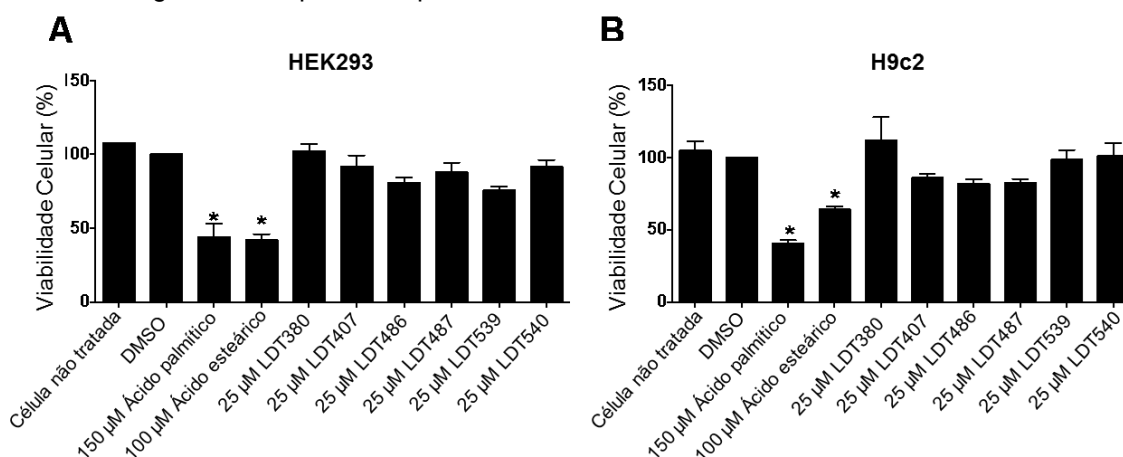 A
HEK293
Viabilidade Celular (%)
150
100
50
0
*
*
Célula não tratada
DMSO
150 µM Ácido palmítico
100 µM Ácido esteárico
25 µM LDT380
25 µM LDT407
25 µM LDT486
25 µM LDT487
25 µM LDT539
25 µM LDT540
B
H9c2
Viabilidade Celular (%)
150
100
50
0
*
*
Célula não tratada
DMSO
150 µM Ácido palmítico
100 µM Ácido esteárico
25 µM LDT380
25 µM LDT407
25 µM LDT486
25 µM LDT487
25 µM LDT539
25 µM LDT540